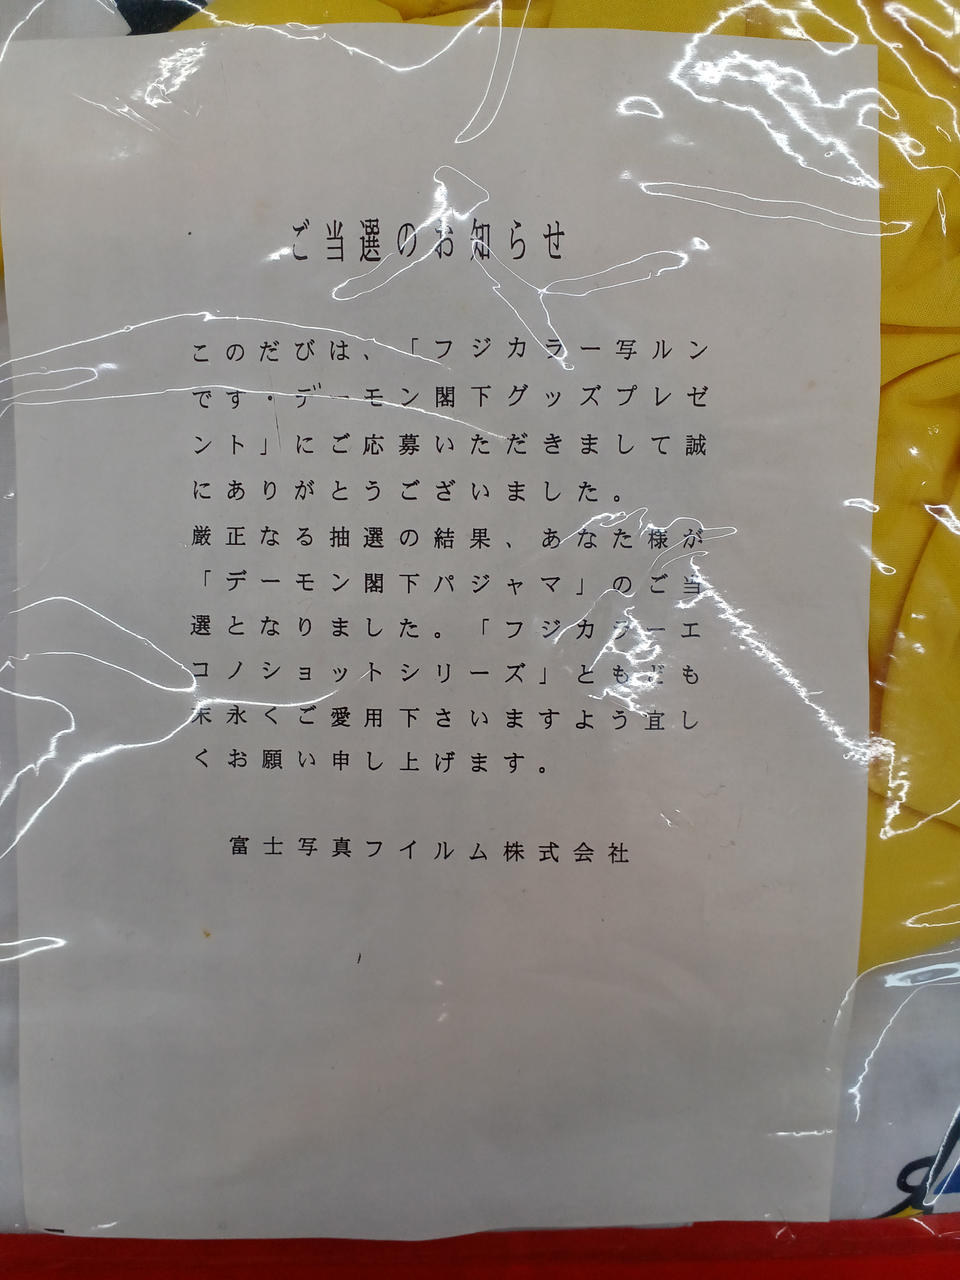 ご当選のお知らせ
このだびは、「フジカラー写ルン
です・デーモン閣下グッズプレゼ
ント」にご応募いただきまして誠
にありがとうございました。
厳正なる抽選の結果、あなた様が
「デーモン閣下パジャマ」のご当
選となりました。「フジカラーエ
コノショットシリーズ」ともども
末永くご愛用下さいますよう宜し
くお願い申し上げます。
富士写真フイルム株式会社